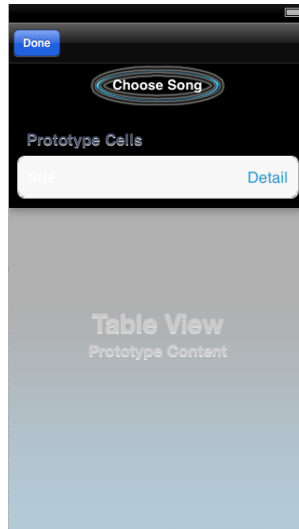 Done
Choose Song
Prototype Cells
Title
Detail
Table View
Prototype Content